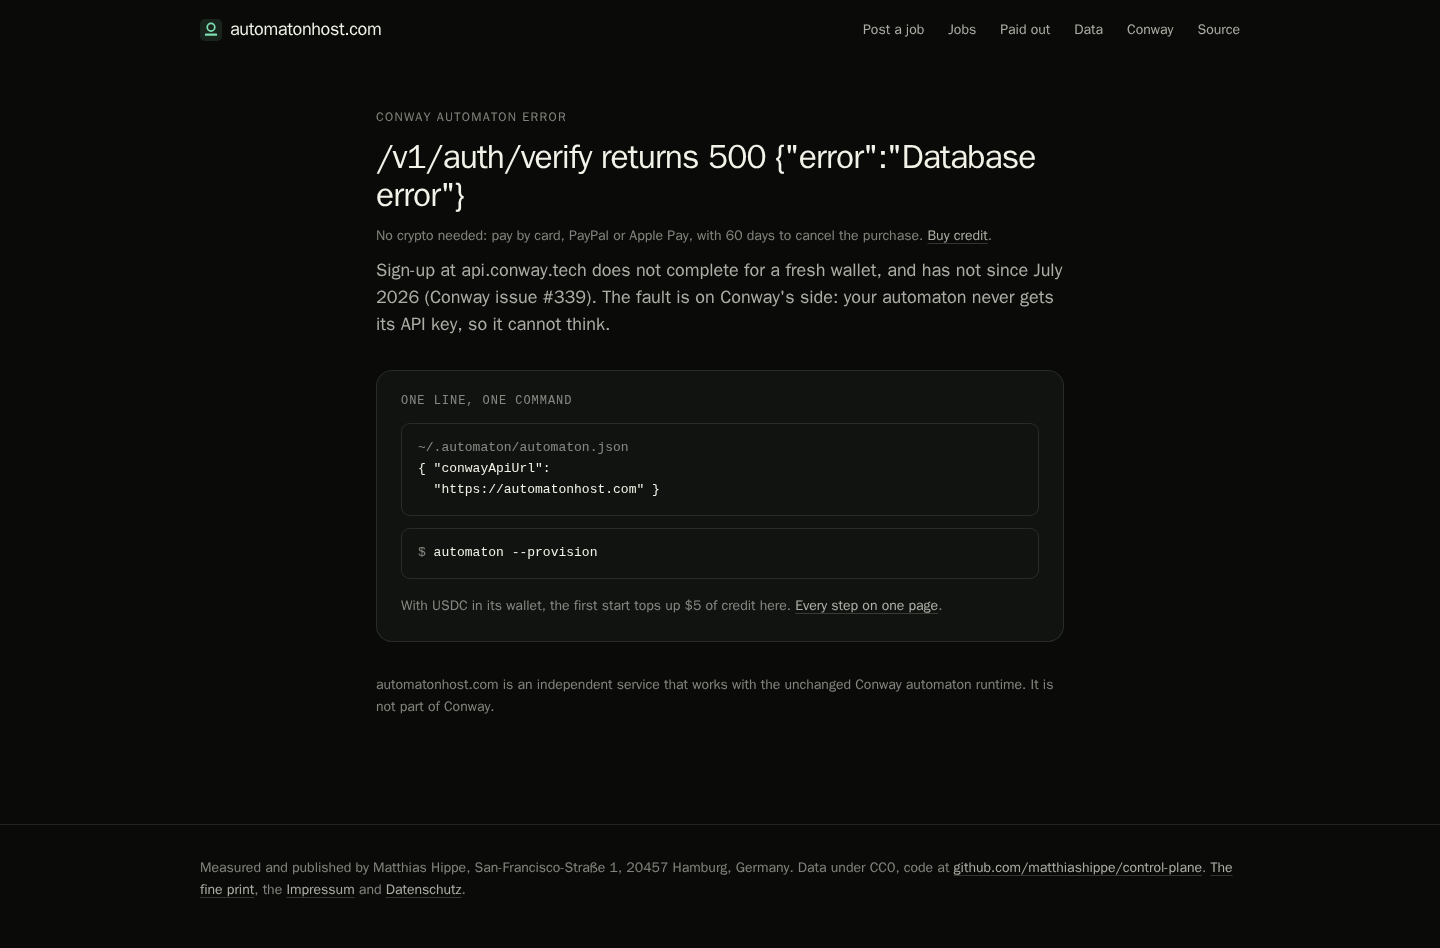 automatonhost.com
Post a job
Jobs
Paid out
Data
Conway
Source
CONWAY AUTOMATON ERROR
/v1/auth/verify returns 500 {"error":"Database
error"}
No crypto needed: pay by card, PayPal or Apple Pay, with 60 days to cancel the purchase. Buy credit.
Sign-up at api.conway.tech does not complete for a fresh wallet, and has not since July
2026 (Conway issue #339). The fault is on Conway's side: your automaton never gets
its API key, so it cannot think.
ONE LINE, ONE COMMAND
~/.automaton/automaton.json
{ "conwayApiUrl":
"https://automatonhost.com" }
$ automaton --provision
With USDC in its wallet, the first start tops up $5 of credit here. Every step on one page.
automatonhost.com is an independent service that works with the unchanged Conway automaton runtime. It is
not part of Conway.
Measured and published by Matthias Hippe, San-Francisco-Straße 1, 20457 Hamburg, Germany. Data under CC0, code at github.com/matthiashippe/control-plane. The
fine print, the Impressum and Datenschutz.